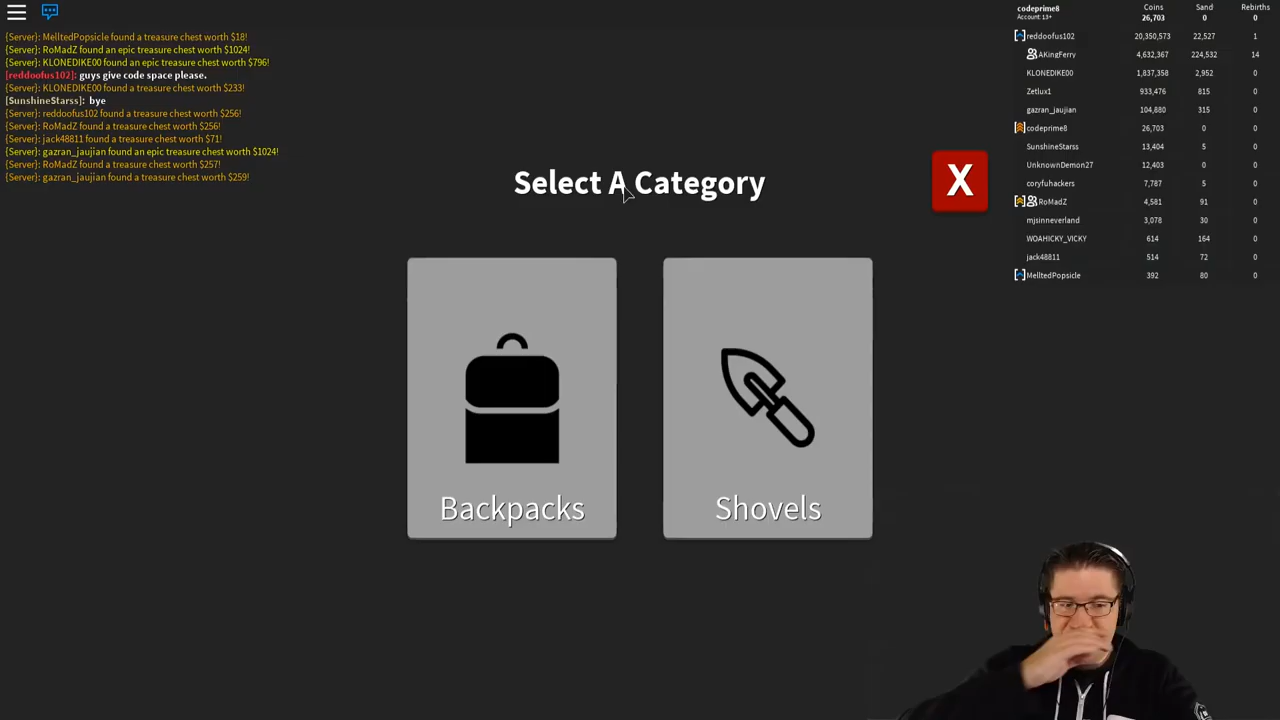 {Server}: MelltedPopsicle found a treasure chest worth $18!
{Server}: RoMadZ found an epic treasure chest worth $1024!
{Server}: KLONEDIKE00 found an epic treasure chest worth $796!
[reddoofus102]: guys give code space please.
{Server}: KLONEDIKE00 found a treasure chest worth $233!
[SunshineStarss]: bye
{Server}: reddoofus102 found a treasure chest worth $256!
{Server}: RoMadZ found a treasure chest worth $256!
{Server}: jack48811 found a treasure chest worth $71!
{Server}: gazran_jaujian found an epic treasure chest worth $1024!
{Server}: RoMadZ found a treasure chest worth $257!
{Server}: gazran_jaujian found a treasure chest worth $259!
Select A Category
X
Backpacks
Shovels
codeprime8 Coins Sand Rebirths
Account: 13+ 26,703 0 0
reddoofus102 20,350,573 22,527 1
AKingFerry 4,632,367 224,532 14
KLONEDIKE00 1,837,358 2,952 0
Zetlux1 933,476 815 0
gazran_jaujian 104,880 315 0
codeprime8 26,703 0 0
SunshineStarss 13,404 5 0
UnknownDemon27 12,403 0 0
coryfuhackers 7,787 5 0
RoMadZ 4,581 91 0
mjsinneverland 3,078 30 0
WOAHICKY_VICKY 614 164 0
jack48811 514 72 0
MelltedPopsicle 392 80 0